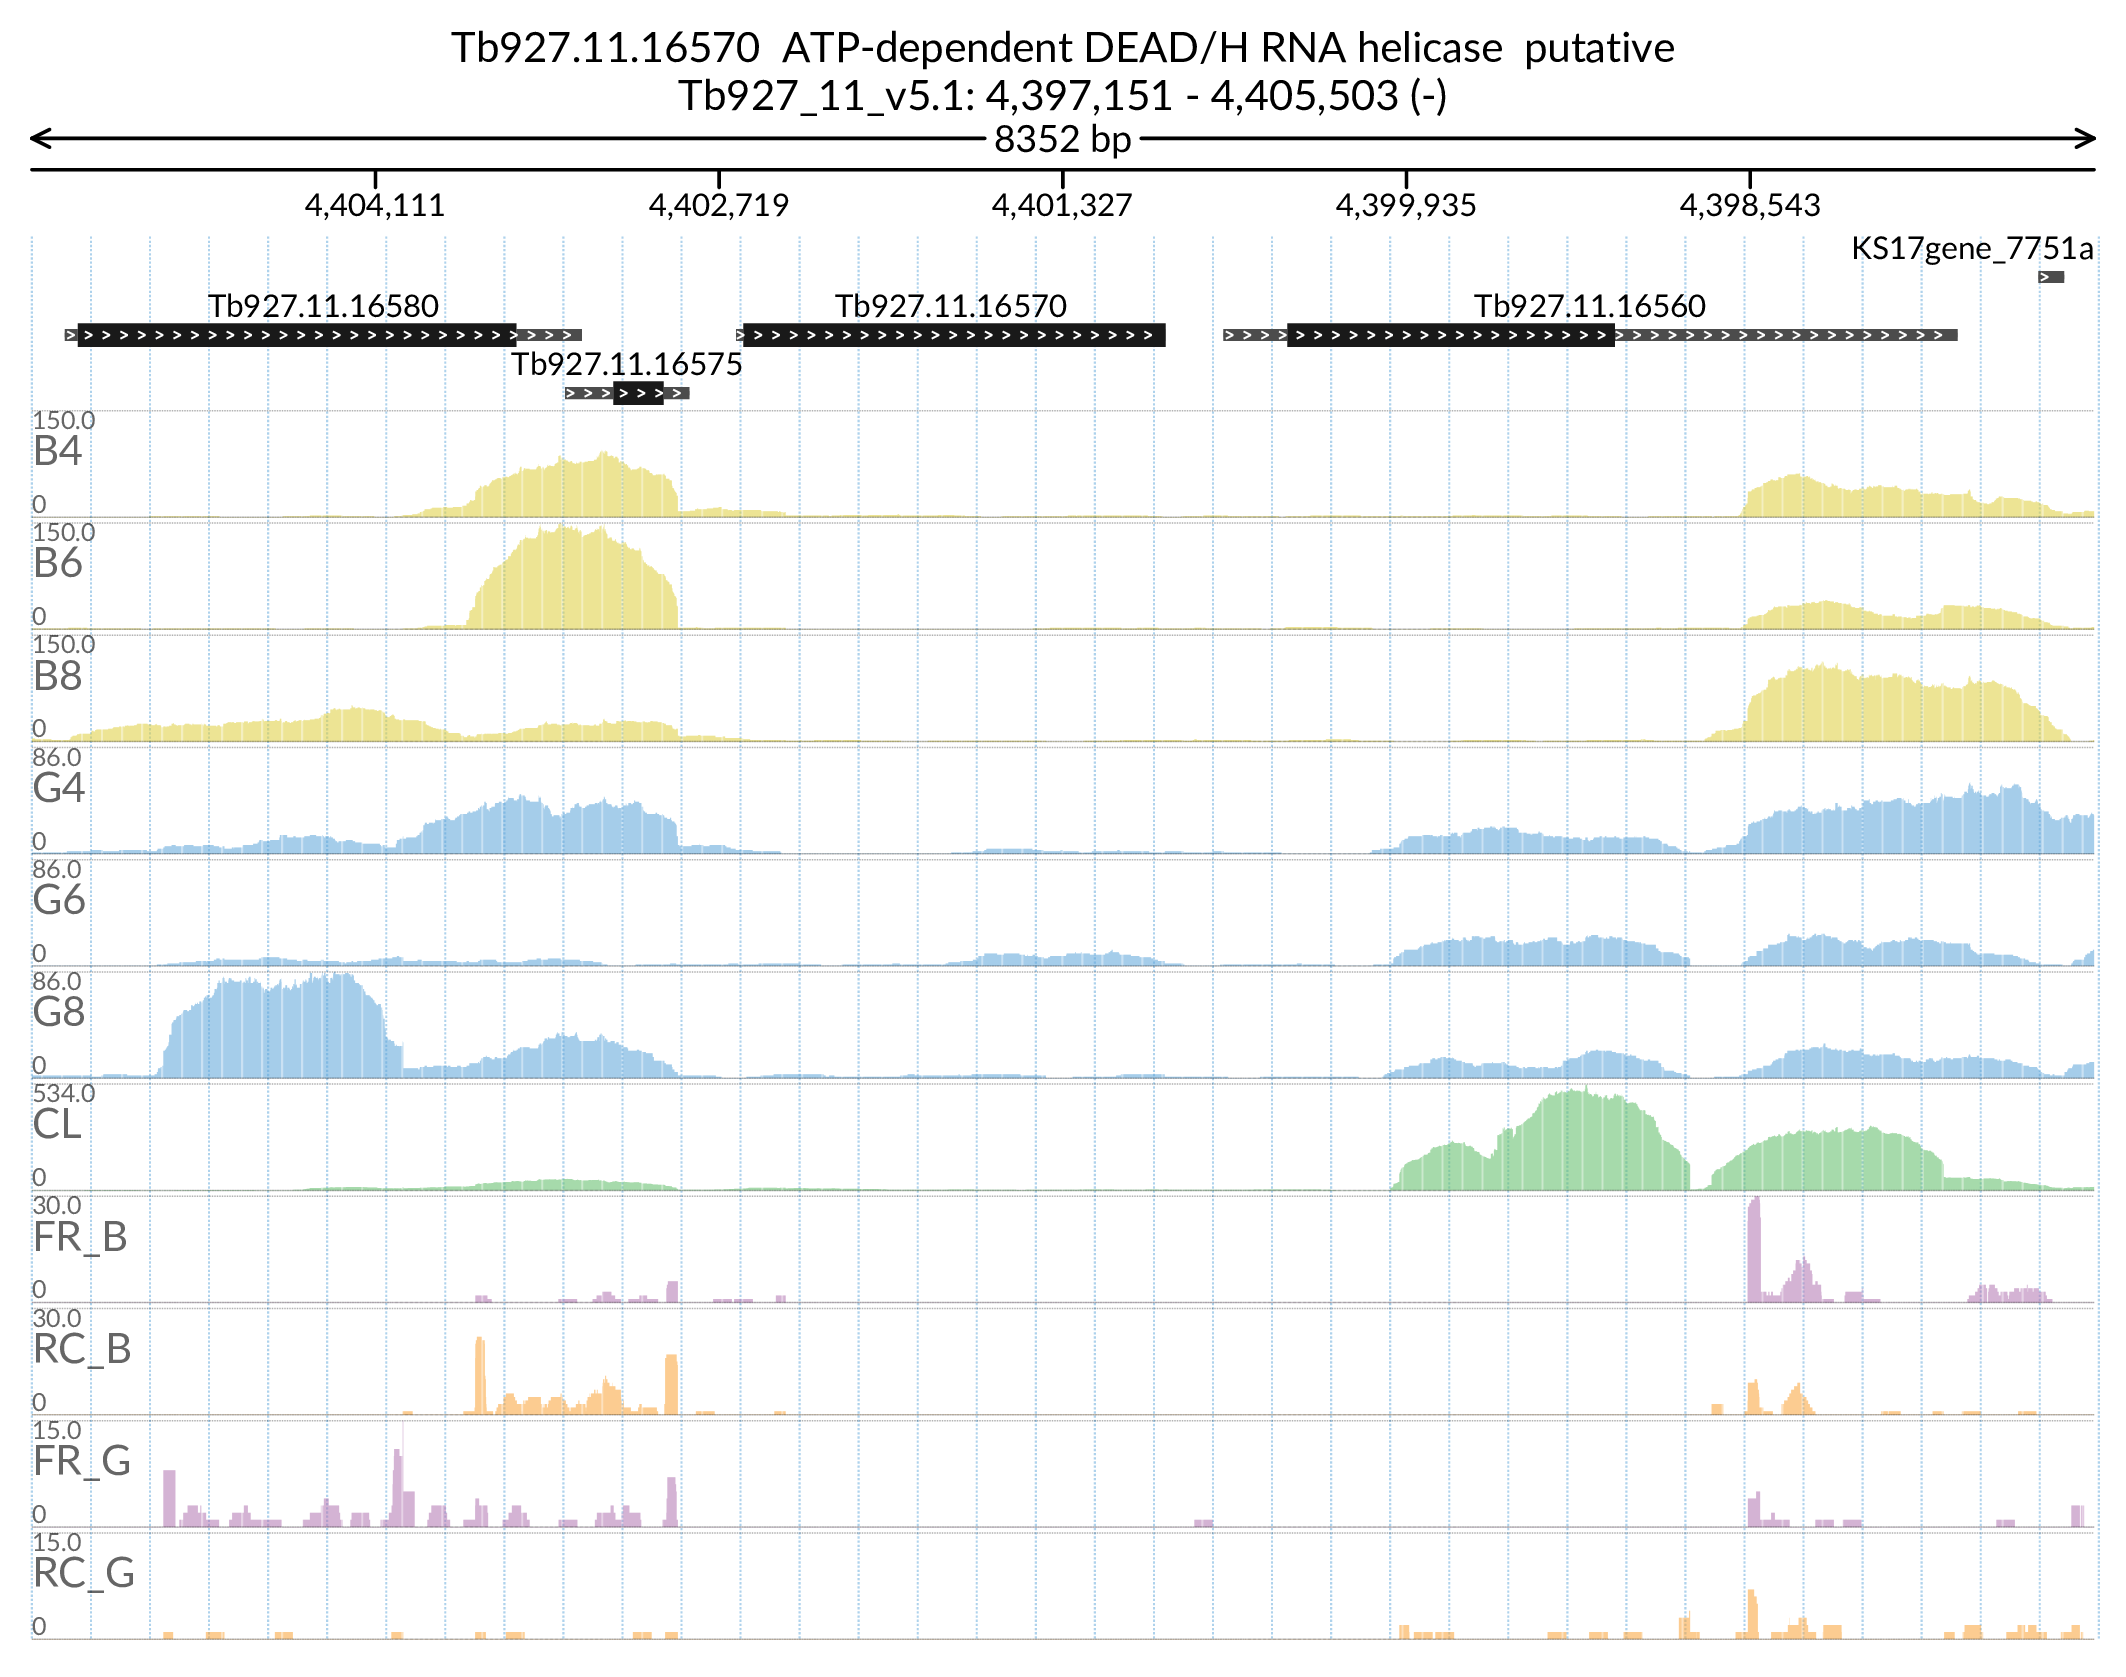 Tb927.11.16570 ATP-dependent DEAD/H RNA helicase putative
Tb927_11_v5.1: 4,397,151 - 4,405,503 (-)
8352 bp
4,404,111 4,402,719 4,401,327 4,399,935 4,398,543
KS17gene_7751a
Tb927.11.16580 Tb927.11.16570 Tb927.11.16560
Tb927.11.16575
150.0
B4
0
150.0
B6
0
150.0
B8
0
86.0
G4
0
86.0
G6
0
86.0
G8
0
534.0
CL
0
30.0
FR_B
0
30.0
RC_B
0
15.0
FR_G
0
15.0
RC_G
0